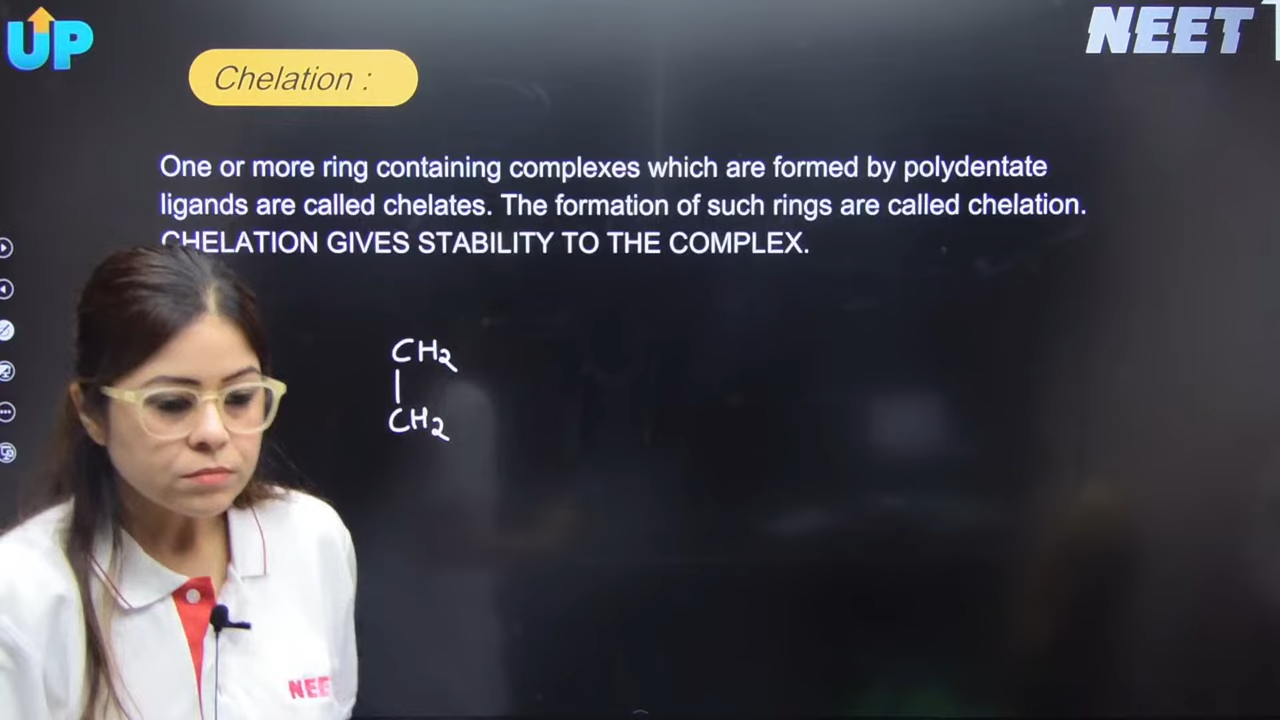 UP
NEET
Chelation :
One or more ring containing complexes which are formed by polydentate
ligands are called chelates. The formation of such rings are called chelation.
CHELATION GIVES STABILITY TO THE COMPLEX.
CH2
|
CH2
NEE